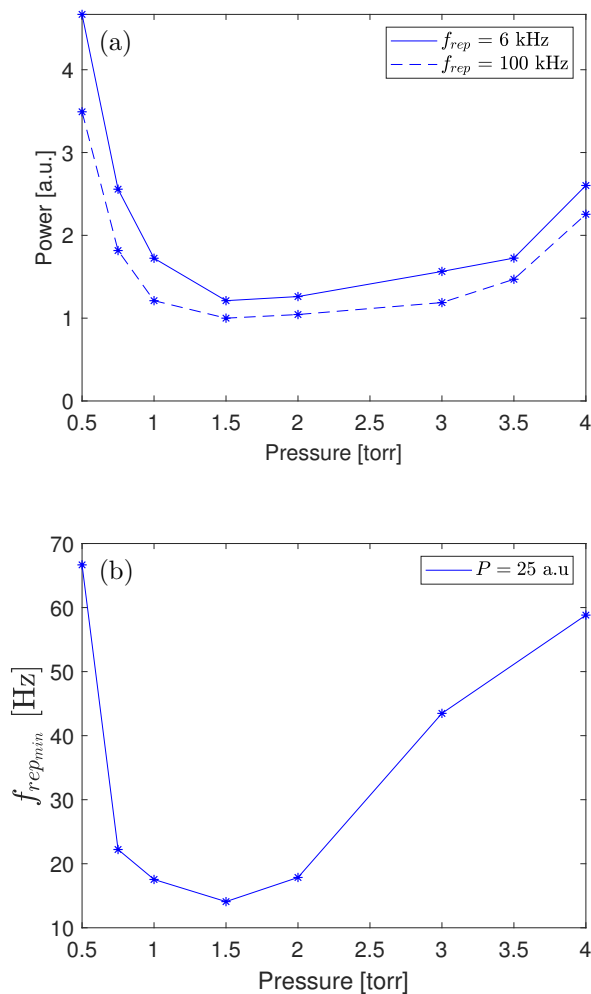 (a)
f_rep = 6 kHz
f_rep = 100 kHz
Power [a.u.]
4
3
2
1
0
0.5 1 1.5 2 2.5 3 3.5 4
Pressure [torr]
(b)
P = 25 a.u
f_rep_min [Hz]
70
60
50
40
30
20
10
0.5 1 1.5 2 2.5 3 3.5 4
Pressure [torr]